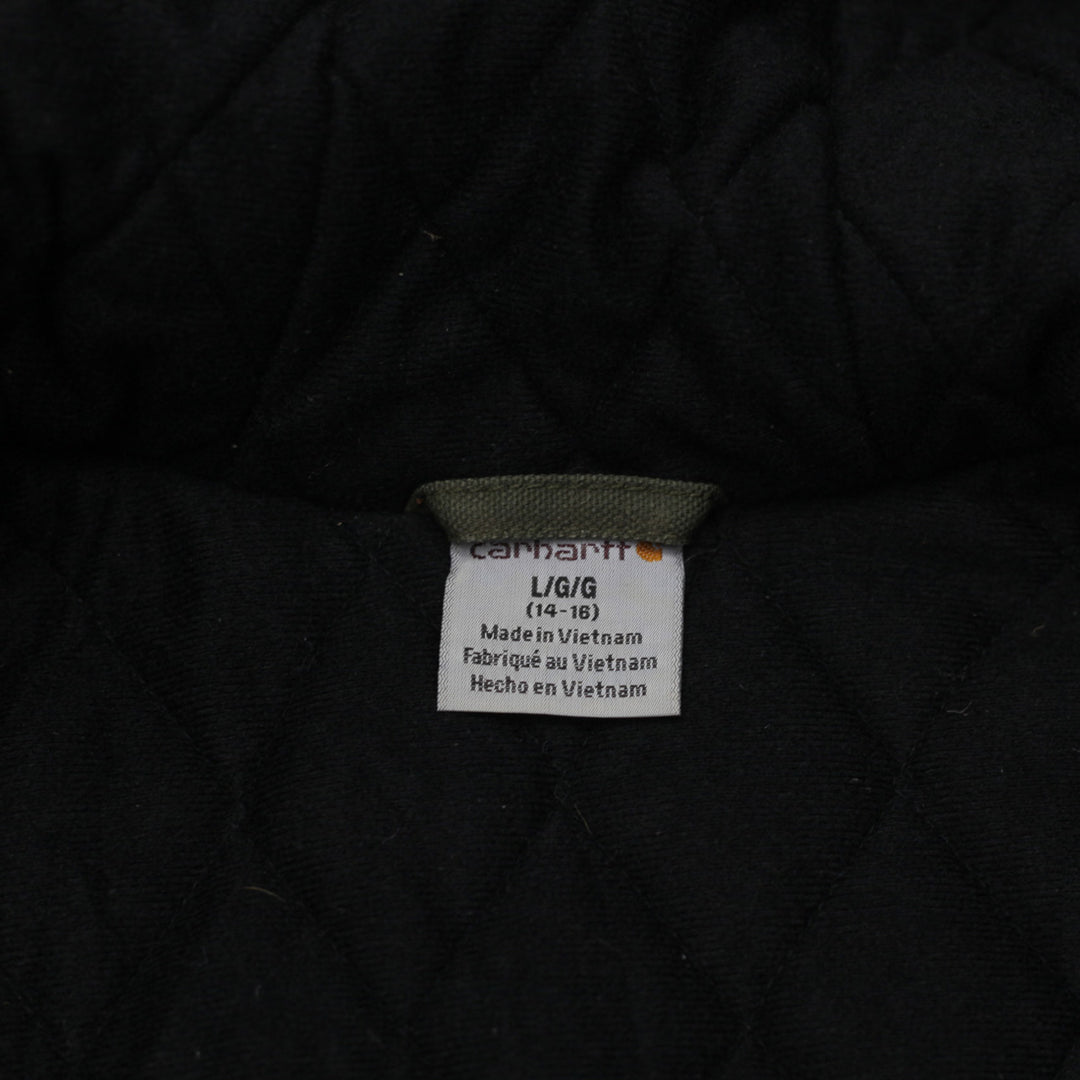 carhartt
L/G/G
(14-16)
Made in Vietnam
Fabriqué au Vietnam
Hecho en Vietnam